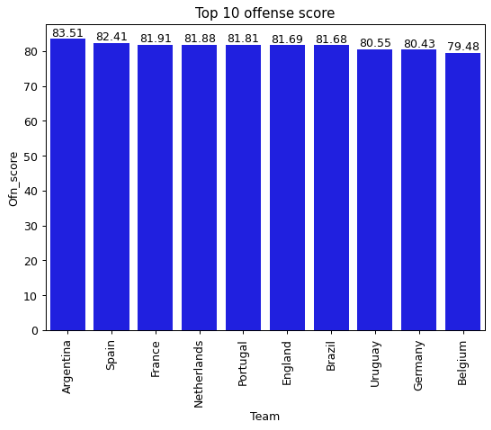 Top 10 offense score
83.51 82.41 81.91 81.88 81.81 81.69 81.68 80.55 80.43 79.48
80
70
60
50
40
30
20
10
0
Ofn_score
Argentina
Spain
France
Netherlands
Portugal
England
Brazil
Uruguay
Germany
Belgium
Team